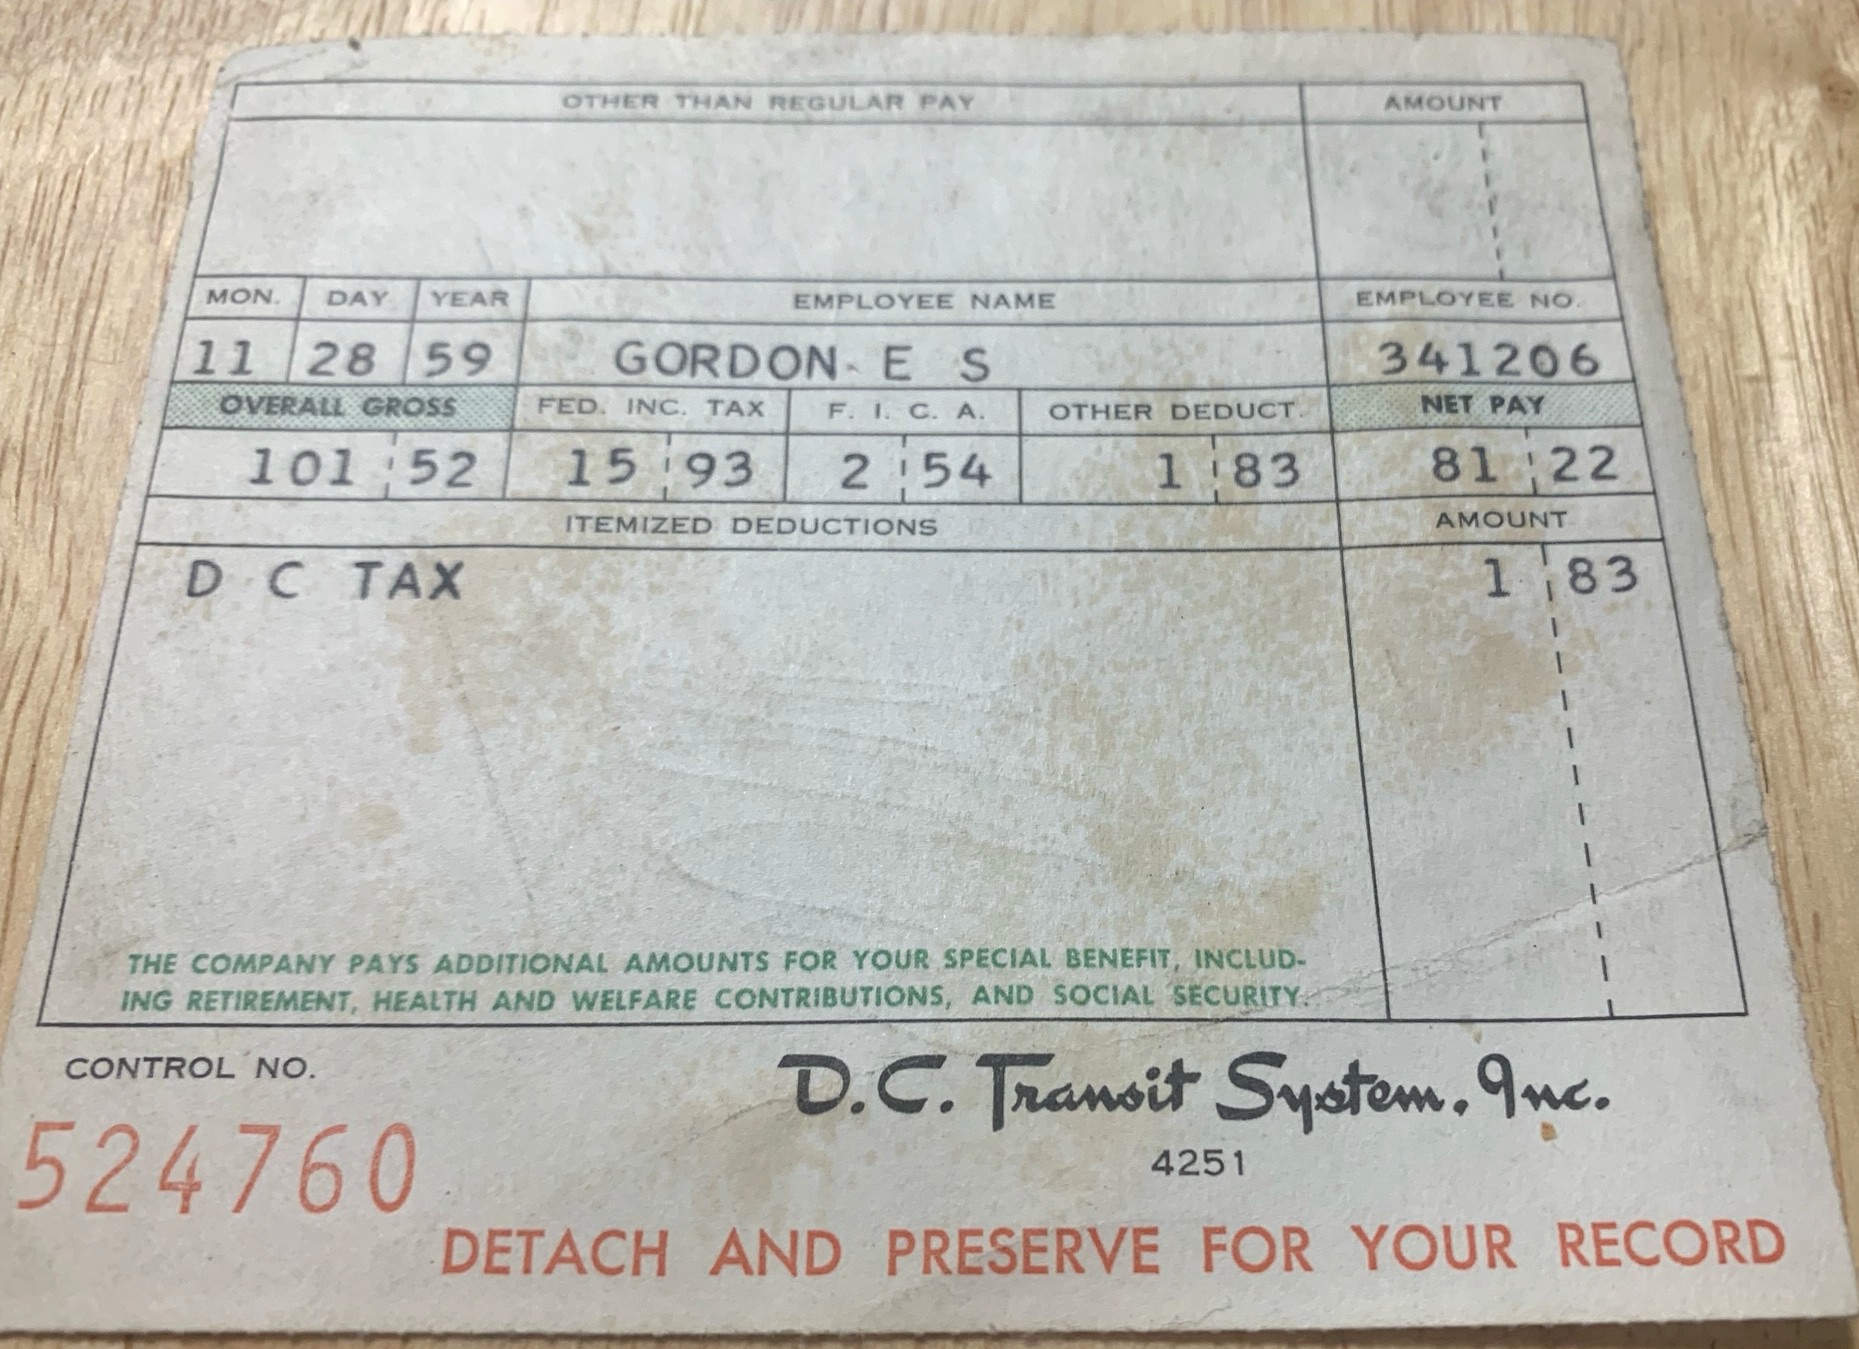 OTHER THAN REGULAR PAY AMOUNT
MON. DAY YEAR EMPLOYEE NAME EMPLOYEE NO.
11 28 59 GORDON E S 341206
OVERALL GROSS FED. INC. TAX F. I. C. A. OTHER DEDUCT. NET PAY
101 52 15 93 2 54 1 83 81 22
ITEMIZED DEDUCTIONS AMOUNT
D C TAX 1 83
THE COMPANY PAYS ADDITIONAL AMOUNTS FOR YOUR SPECIAL BENEFIT, INCLUD-
ING RETIREMENT, HEALTH AND WELFARE CONTRIBUTIONS, AND SOCIAL SECURITY.
CONTROL NO. D.C. Transit System, Inc.
524760 4251
DETACH AND PRESERVE FOR YOUR RECORD